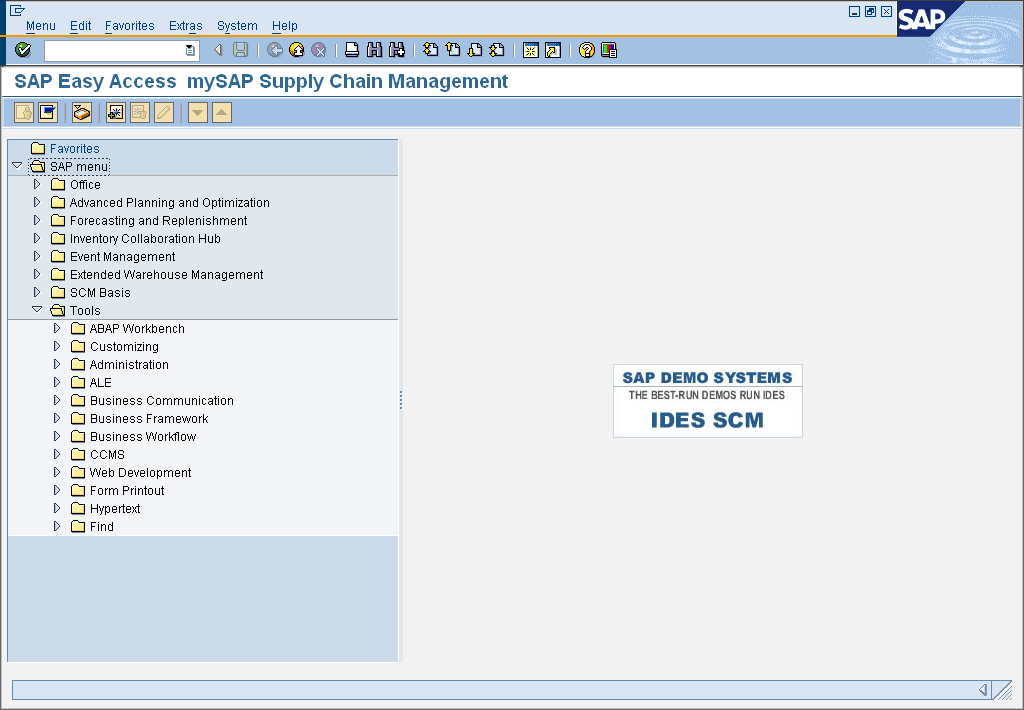 Menu Edit Favorites Extras System Help
SAP
SAP Easy Access mySAP Supply Chain Management
Favorites
SAP menu
Office
Advanced Planning and Optimization
Forecasting and Replenishment
Inventory Collaboration Hub
Event Management
Extended Warehouse Management
SCM Basis
Tools
ABAP Workbench
Customizing
Administration
ALE
Business Communication
Business Framework
Business Workflow
CCMS
Web Development
Form Printout
Hypertext
Find
SAP DEMO SYSTEMS
THE BEST-RUN DEMOS RUN IDES
IDES SCM